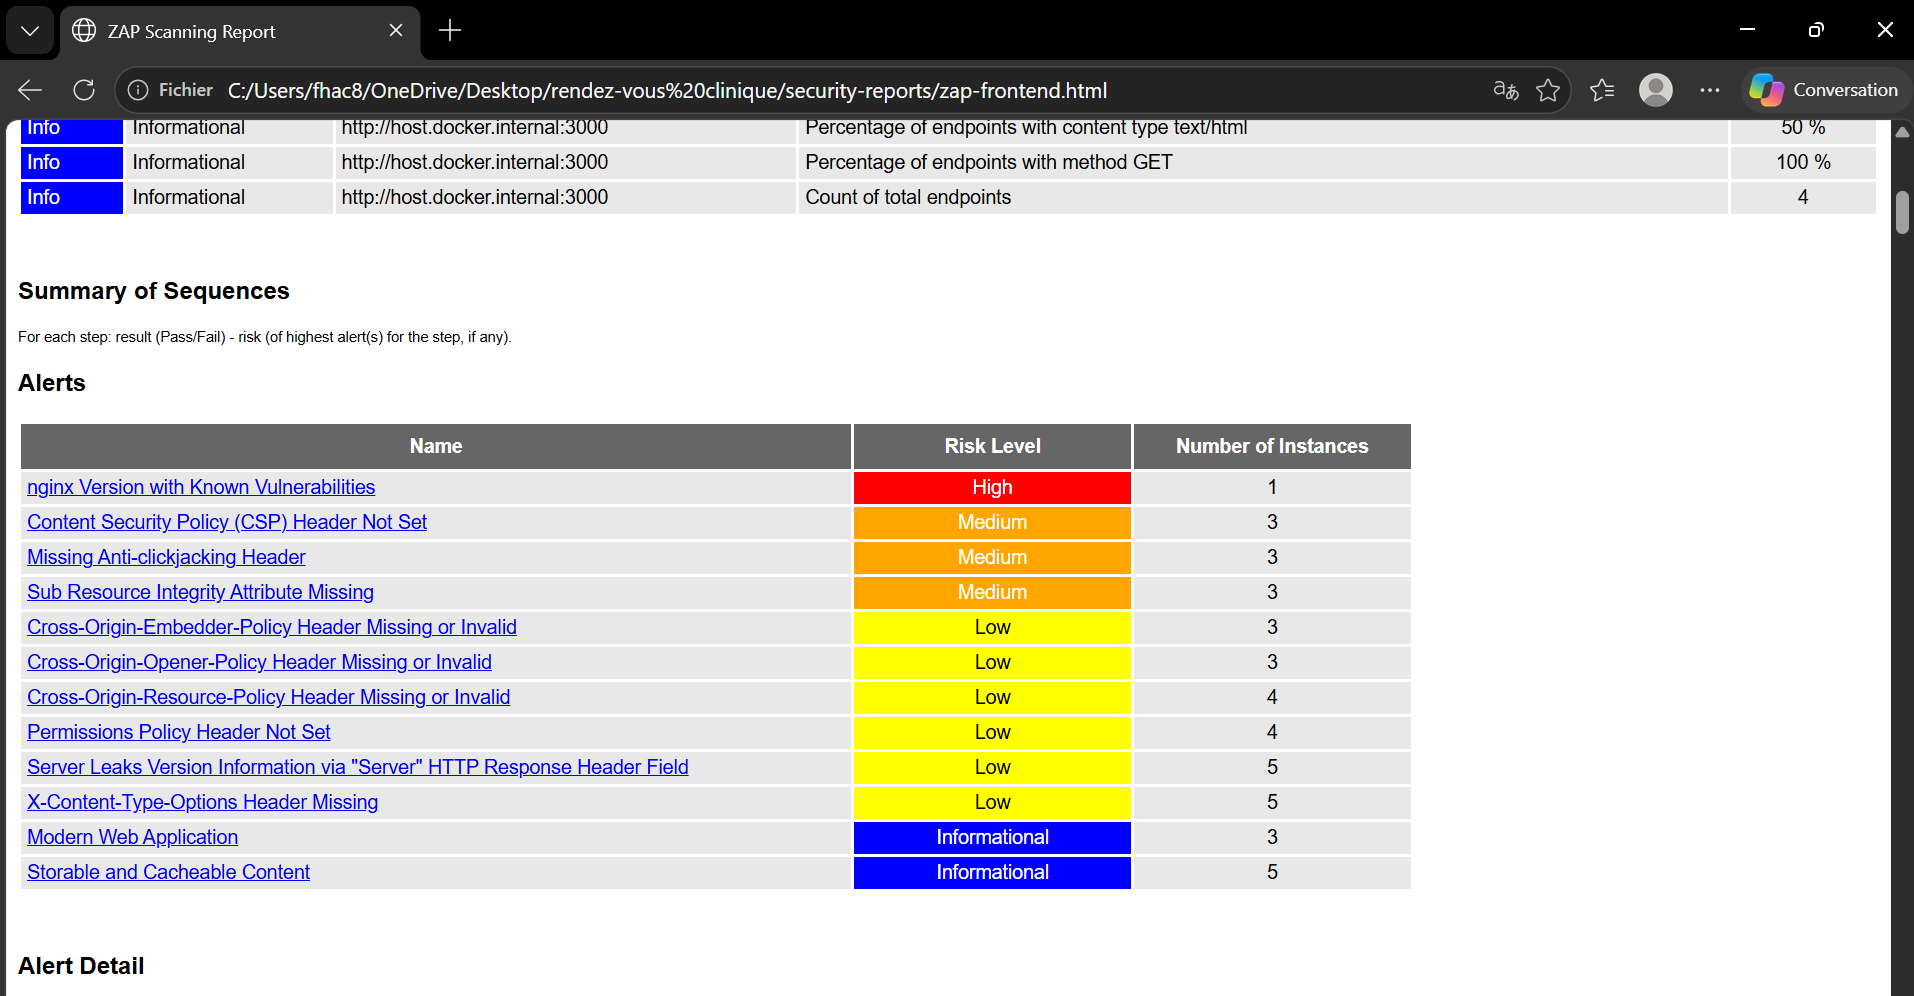 ZAP Scanning Report
Fichier C:/Users/fhac8/OneDrive/Desktop/rendez-vous%20clinique/security-reports/zap-frontend.html
Conversation
Info Informational http://host.docker.internal:3000 Percentage of endpoints with content type text/html 50 %
Info Informational http://host.docker.internal:3000 Percentage of endpoints with method GET 100 %
Info Informational http://host.docker.internal:3000 Count of total endpoints 4
Summary of Sequences
For each step: result (Pass/Fail) - risk (of highest alert(s) for the step, if any).
Alerts
Name Risk Level Number of Instances
nginx Version with Known Vulnerabilities High 1
Content Security Policy (CSP) Header Not Set Medium 3
Missing Anti-clickjacking Header Medium 3
Sub Resource Integrity Attribute Missing Medium 3
Cross-Origin-Embedder-Policy Header Missing or Invalid Low 3
Cross-Origin-Opener-Policy Header Missing or Invalid Low 3
Cross-Origin-Resource-Policy Header Missing or Invalid Low 4
Permissions Policy Header Not Set Low 4
Server Leaks Version Information via "Server" HTTP Response Header Field Low 5
X-Content-Type-Options Header Missing Low 5
Modern Web Application Informational 3
Storable and Cacheable Content Informational 5
Alert Detail